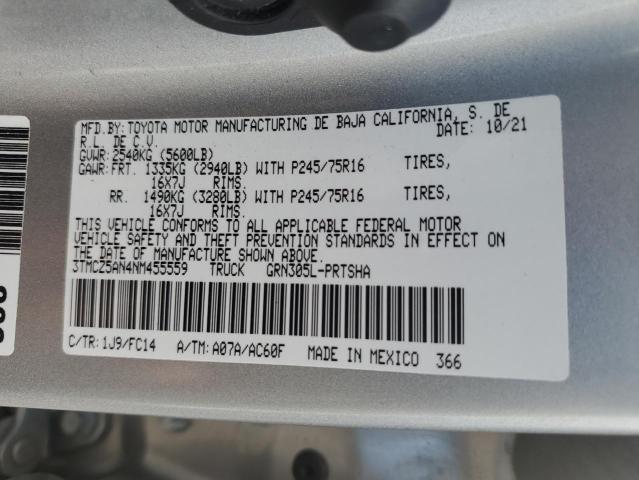 MFD.BY:TOYOTA MOTOR MANUFACTURING DE BAJA CALIFORNIA, S. DE
R.L. DE C.V. DATE: 10/21
GVWR:2540KG (5600LB)
GAWR:FRT. 1335KG (2940LB) WITH P245/75R16 TIRES,
16X7J RIMS.
RR. 1490KG (3280LB) WITH P245/75R16 TIRES,
16X7J RIMS.
THIS VEHICLE CONFORMS TO ALL APPLICABLE FEDERAL MOTOR
VEHICLE SAFETY AND THEFT PREVENTION STANDARDS IN EFFECT ON
THE DATE OF MANUFACTURE SHOWN ABOVE.
3TMCZ5AN4NM455559 TRUCK GRN305L-PRTSHA
C/TR:1J9/FC14 A/TM:A07A/AC60F MADE IN MEXICO 366